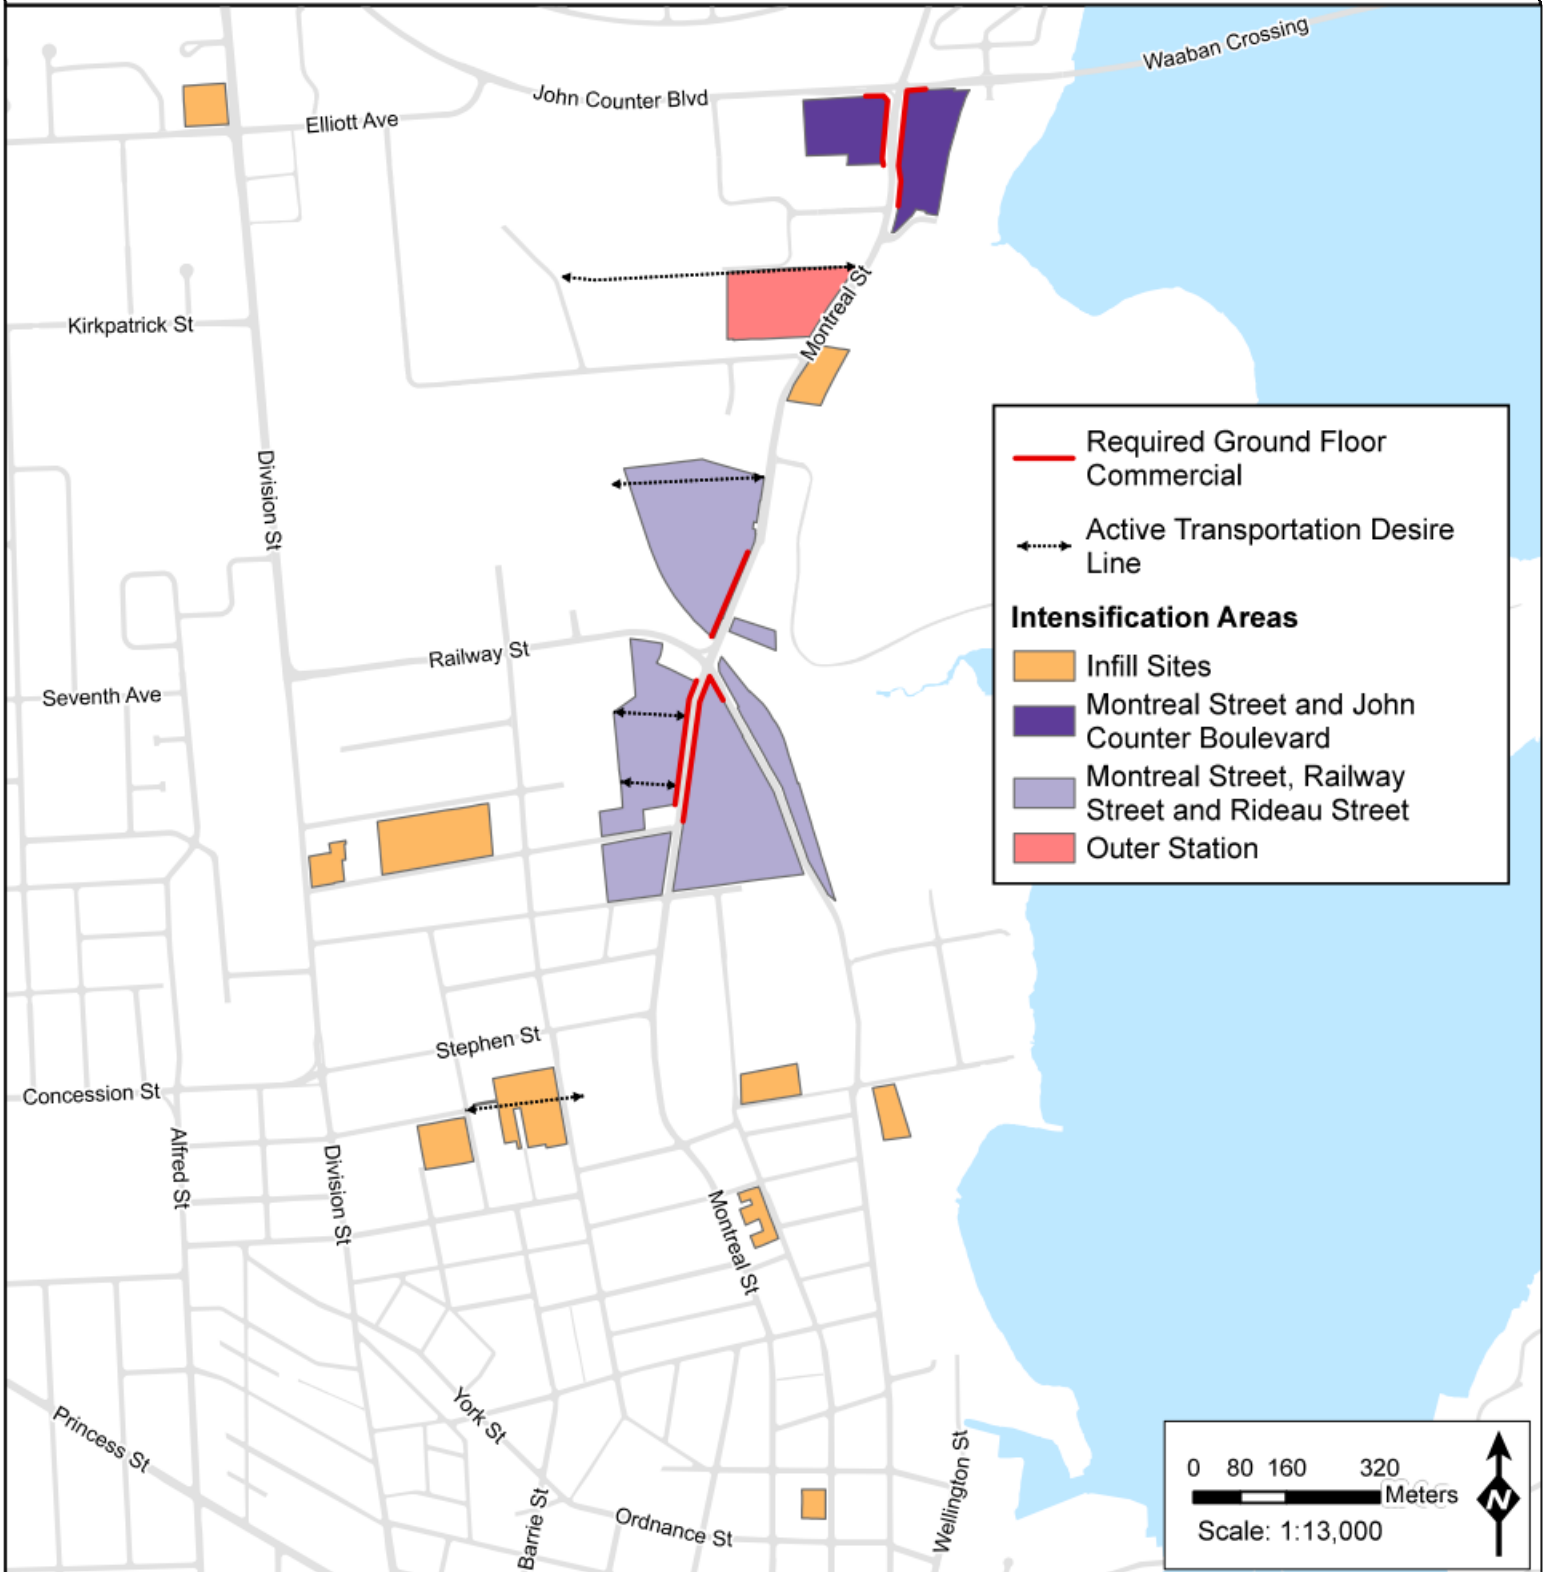 Waaban Crossing
John Counter Blvd
Elliott Ave
Montreal St
Kirkpatrick St
Division St
Required Ground Floor
Commercial
Active Transportation Desire
Line
Intensification Areas
Infill Sites
Montreal Street and John
Counter Boulevard
Montreal Street, Railway
Street and Rideau Street
Outer Station
Railway St
Seventh Ave
Stephen St
Concession St
Alfred St
Division St
Montreal St
York St
Princess St
Barrie St
Ordnance St
Wellington St
0 80 160 320
Meters
Scale: 1:13,000
N